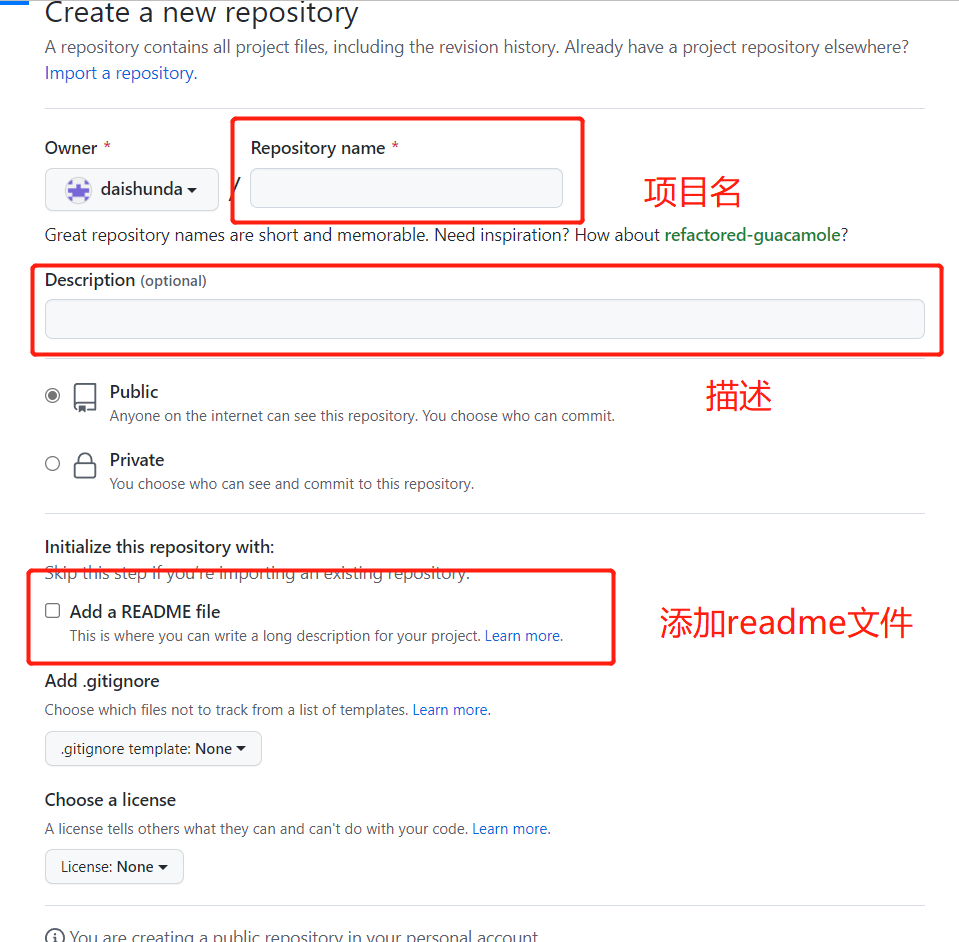 Create a new repository
A repository contains all project files, including the revision history. Already have a project repository elsewhere?
Import a repository.
Owner *
Repository name *
daishunda
/
项目名
Great repository names are short and memorable. Need inspiration? How about refactored-guacamole?
Description (optional)
描述
Public
Anyone on the internet can see this repository. You choose who can commit.
Private
You choose who can see and commit to this repository.
Initialize this repository with:
Skip this step if you're importing an existing repository.
Add a README file
This is where you can write a long description for your project. Learn more.
添加readme文件
Add .gitignore
Choose which files not to track from a list of templates. Learn more.
.gitignore template: None
Choose a license
A license tells others what they can and can't do with your code. Learn more.
License: None
You are creating a public repository in your personal account.